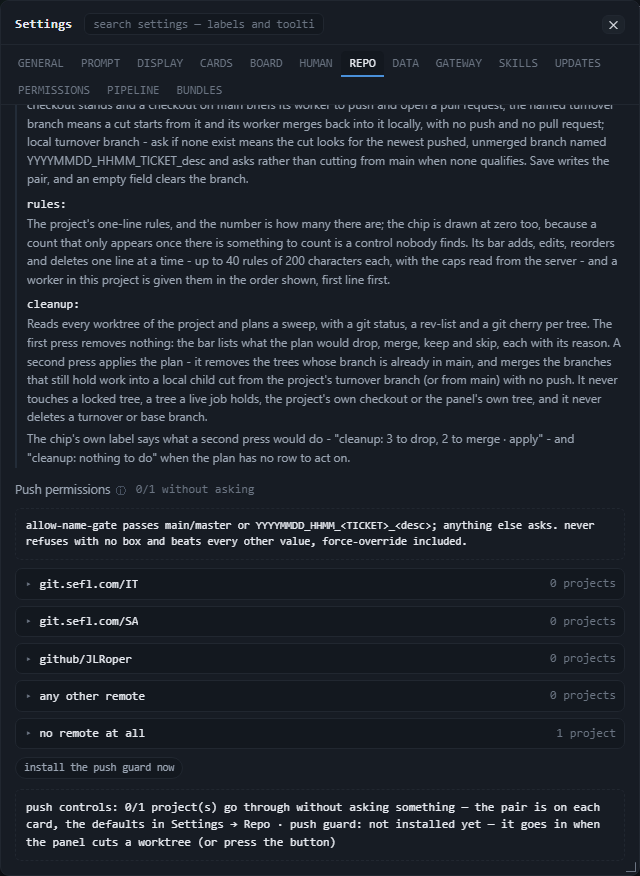 Settings
search settings — labels and toolti
×
GENERAL PROMPT DISPLAY CARDS BOARD HUMAN REPO DATA GATEWAY SKILLS UPDATES
PERMISSIONS PIPELINE BUNDLES
checkout stands and a checkout on main briefs its worker to push and open a pull request; the named turnover
branch means a cut starts from it and its worker merges back into it locally, with no push and no pull request;
local turnover branch - ask if none exist means the cut looks for the newest pushed, unmerged branch named
YYYYMMDD_HHMM_TICKET_desc and asks rather than cutting from main when none qualifies. Save writes the
pair, and an empty field clears the branch.
rules:
The project's one-line rules, and the number is how many there are; the chip is drawn at zero too, because a
count that only appears once there is something to count is a control nobody finds. Its bar adds, edits, reorders
and deletes one line at a time - up to 40 rules of 200 characters each, with the caps read from the server - and a
worker in this project is given them in the order shown, first line first.
cleanup:
Reads every worktree of the project and plans a sweep, with a git status, a rev-list and a git cherry per tree. The
first press removes nothing: the bar lists what the plan would drop, merge, keep and skip, each with its reason. A
second press applies the plan - it removes the trees whose branch is already in main, and merges the branches
that still hold work into a local child cut from the project's turnover branch (or from main) with no push. It never
touches a locked tree, a tree a live job holds, the project's own checkout or the panel's own tree, and it never
deletes a turnover or base branch.
The chip's own label says what a second press would do - "cleanup: 3 to drop, 2 to merge · apply" - and
"cleanup: nothing to do" when the plan has no row to act on.
Push permissions ⓘ 0/1 without asking
allow-name-gate passes main/master or YYYYMMDD_HHMM_<TICKET>_<desc>; anything else asks. never
refuses with no box and beats every other value, force-override included.
▸ git.sefl.com/IT 0 projects
▸ git.sefl.com/SA 0 projects
▸ github/JLRoper 0 projects
▸ any other remote 0 projects
▸ no remote at all 1 project
install the push guard now
push controls: 0/1 project(s) go through without asking something — the pair is on each
card, the defaults in Settings → Repo · push guard: not installed yet — it goes in when
the panel cuts a worktree (or press the button)